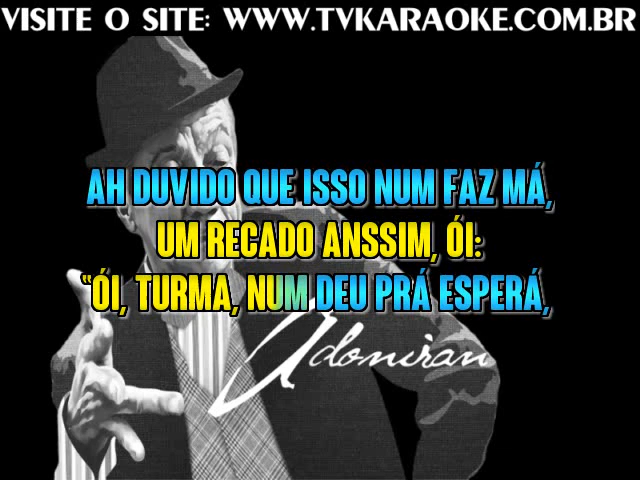 VISITE O SITE: WWW.TVKARAOKE.COM.BR
AH DUVIDO QUE ISSO NUM FAZ MÁ,
UM RECADO ANSSIM, ÓI:
“ÓI, TURMA, NUM DEU PRÁ ESPERÁ,
Adoniran